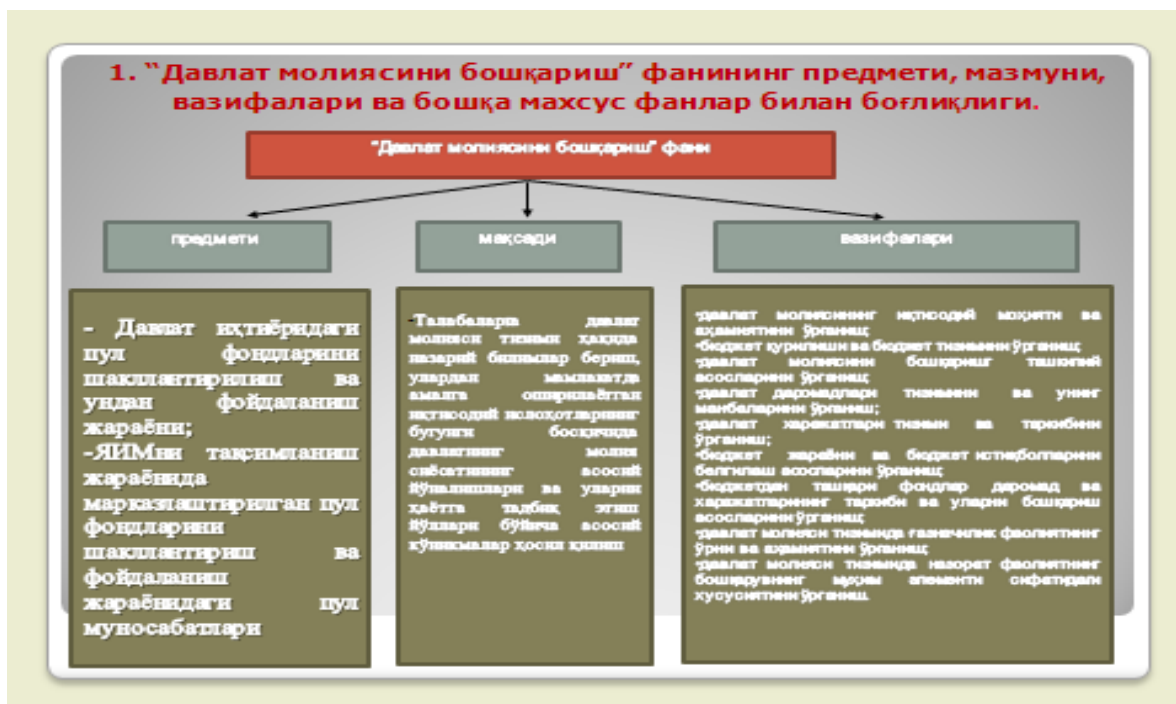 1. “Давлат молиясини бошқариш” фанининг предмети, мазмуни,
вазифалари ва бошқа махсус фанлар билан боғлиқлиги.
"Давлат молиясини бошқариш" фани
предмети
мақсади
вазифалари
- Давлат ихтиёридаги
пул фондларини
шакллантирилиш ва
ундан фойдаланиш
жараёни;
-ЯИМни тақсимланиш
жараёнида
марказлаштирилган пул
фондларини
шакллантириш ва
фойдаланиш
жараёнидаги пул
муносабатлари
-Талабаларга давлат
молияси тизими ҳақида
назарий билимлар бериш,
улардан мамлакатда
амалга оширилаётган
иқтисодий ислоҳотларнинг
бугунги босқичида
давлатининг молия
сиёсатининг асосий
йўналишлари ва уларни
ҳаётга тадбиқ этиш
йўллари бўйича асосий
кўникмалар ҳосил қилиш
-давлат молиясининг иқтисодий моҳияти ва
аҳамиятини ўрганиш;
-бюджет қурилиши ва бюджет тизимини ўрганиш;
-давлат молиясини бошқаришг ташкилий
асосларини ўрганиш;
-давлат даромадлари тизимини ва унинг
манбаларини ўрганиш;
-давлат харажатлари тизими ва таркибини
ўрганиш;
-бюджет жараёни ва бюджет истиқболларини
белгилаш асосларини ўрганиш;
-бюджетдан ташқари фондлар даромад ва
харажатларининг таркиби ва уларни бошқариш
асосларини ўрганиш;
-давлат молияси тизимида ғазначилик фаолиятнинг
ўрни ва аҳамиятини ўрганиш;
-давлат молияси тизимида назорат фаолиятнинг
бошқарувнинг муҳим элементи сифатидаги
хусусиятини ўрганиш.